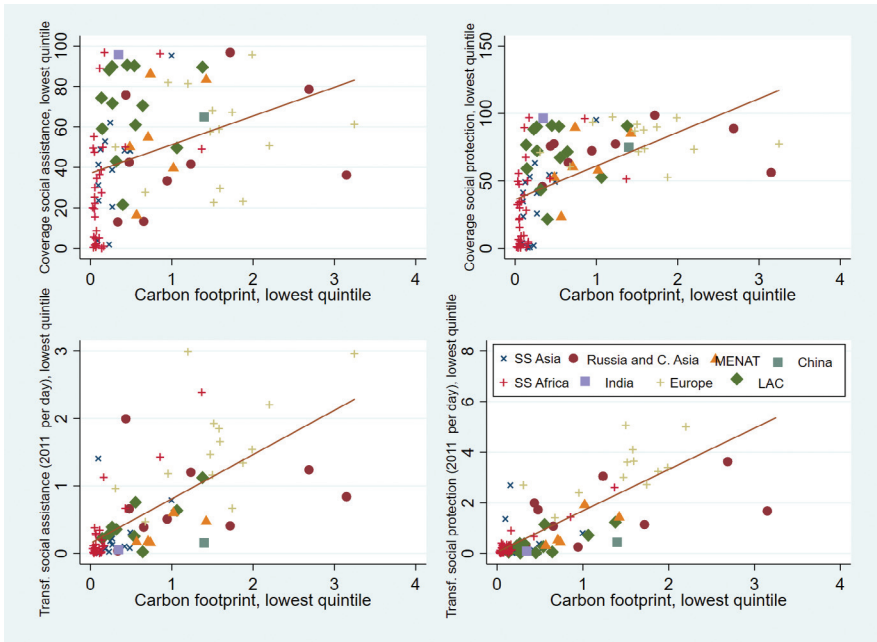 Coverage social assistance, lowest quintile
100
80
60
40
20
0
0 1 2 3 4
Carbon footprint, lowest quintile
Coverage social protection, lowest quintile
150
100
50
0
0 1 2 3 4
Carbon footprint, lowest quintile
Transf. social assistance (2011 per day), lowest quintile
3
2
1
0
0 1 2 3 4
Carbon footprint, lowest quintile
Transf. social protection (2011 per day), lowest quintile
8
6
4
2
0
SS Asia Russia and C. Asia MENAT China
SS Africa India Europe LAC
0 1 2 3 4
Carbon footprint, lowest quintile